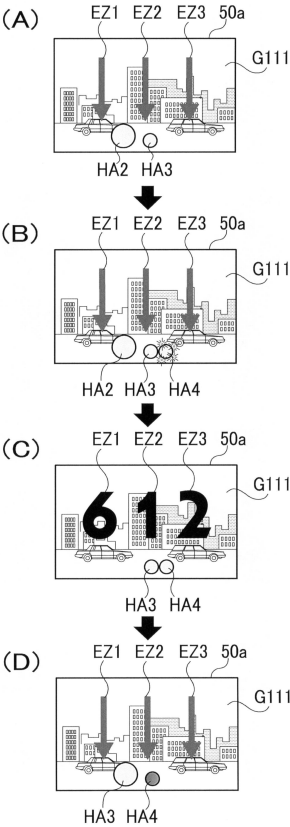 (A)
EZ1 EZ2 EZ3 50a
G111
HA2 HA3
(B)
EZ1 EZ2 EZ3 50a
G111
HA2 HA3 HA4
(C)
EZ1 EZ2 EZ3 50a
G111
6 1 2
HA3 HA4
(D)
EZ1 EZ2 EZ3 50a
G111
HA3 HA4